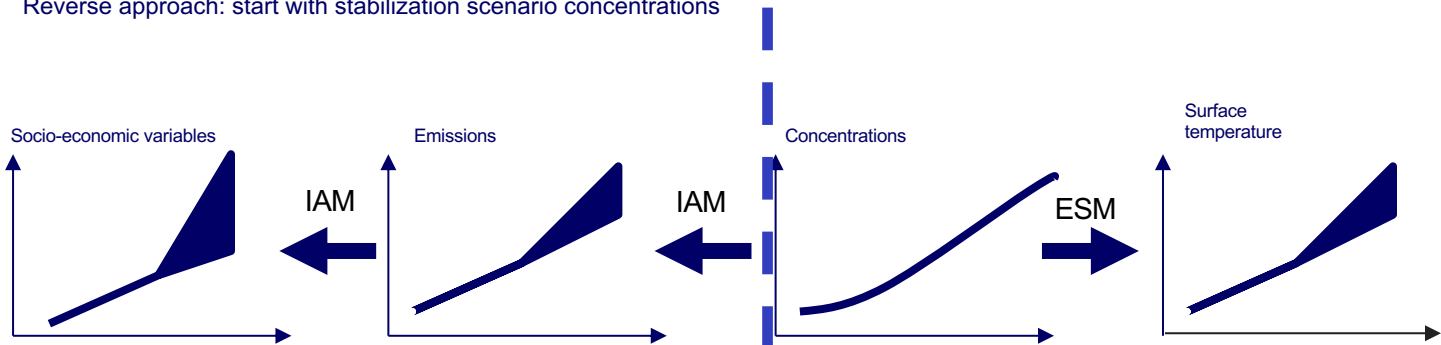 Reverse approach: start with stabilization scenario concentrations
Socio-economic variables
Emissions
Concentrations
Surface
temperature
IAM
IAM
ESM